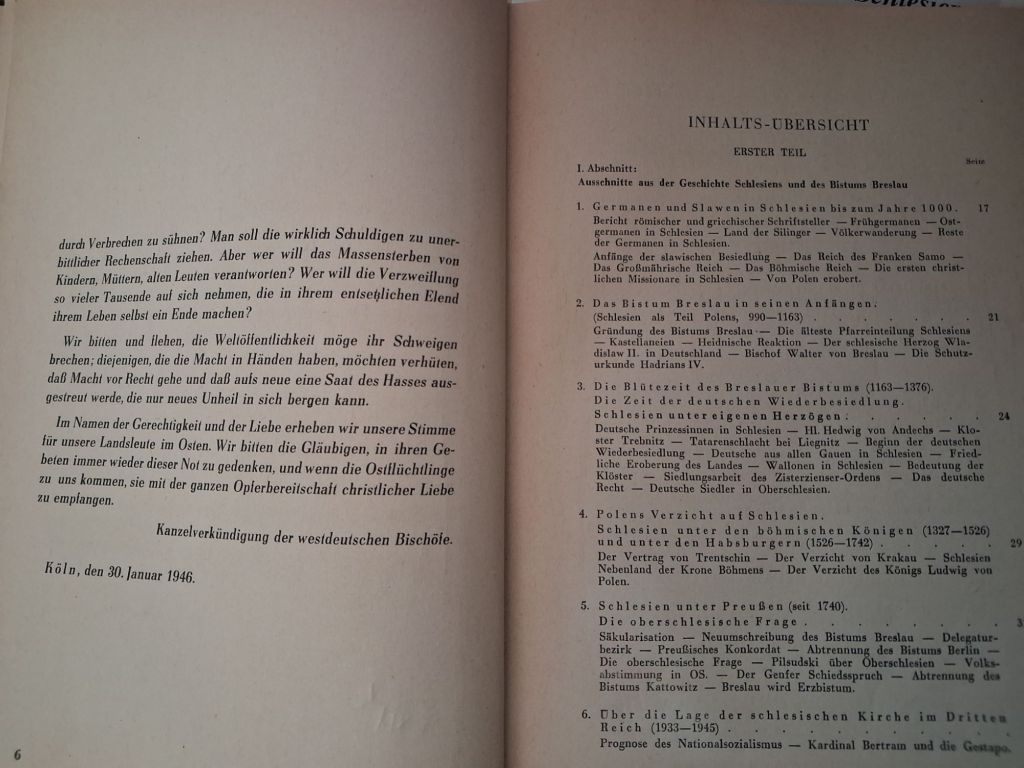 durch Verbrechen zu sühnen? Man soll die wirklich Schuldigen zu uner-
bittlicher Rechenschaft ziehen. Aber wer will das Massensterben von
Kindern, Müttern, alten Leuten verantworten? Wer will die Verzweiflung
so vieler Tausende auf sich nehmen, die in ihrem entsetzlichen Elend
ihrem Leben selbst ein Ende machen?
Wir bitten und flehen, die Weltöffentlichkeit möge ihr Schweigen
brechen; diejenigen, die die Macht in Händen haben, möchten verhüten,
daß Macht vor Recht gehe und daß aufs neue eine Saat des Hasses aus-
gestreut werde, die nur neues Unheil in sich bergen kann.
Im Namen der Gerechtigkeit und der Liebe erheben wir unsere Stimme
für unsere Landsleute im Osten. Wir bitten die Gläubigen, in ihren Ge-
beten immer wieder dieser Not zu gedenken, und wenn die Ostflüchtlinge
zu uns kommen, sie mit der ganzen Opferbereitschaft christlicher Liebe
zu empfangen.
Kanzelverkündigung der westdeutschen Bischöfe.
Köln, den 30. Januar 1946.
6
Schlesien
INHALTS-ÜBERSICHT
ERSTER TEIL
Seite
I. Abschnitt:
Ausschnitte aus der Geschichte Schlesiens und des Bistums Breslau
1. Germanen und Slawen in Schlesien bis zum Jahre 1000. 17
Bericht römischer und griechischer Schriftsteller — Frühgermanen — Ost-
germanen in Schlesien — Land der Silinger — Völkerwanderung — Reste
der Germanen in Schlesien.
Anfänge der slawischen Besiedlung — Das Reich des Franken Samo —
Das Großmährische Reich — Das Böhmische Reich — Die ersten christ-
lichen Missionare in Schlesien — Von Polen erobert.
2. Das Bistum Breslau in seinen Anfängen.
(Schlesien als Teil Polens, 990—1163) . . . . . . . 21
Gründung des Bistums Breslau — Die älteste Pfarreinteilung Schlesiens
— Kastellaneien — Heidnische Reaktion — Der schlesische Herzog Wla-
dislaw II. in Deutschland — Bischof Walter von Breslau — Die Schutz-
urkunde Hadrians IV.
3. Die Blütezeit des Breslauer Bistums (1163—1376).
Die Zeit der deutschen Wiederbesiedlung.
Schlesien unter eigenen Herzögen . . . . . . . 24
Deutsche Prinzessinnen in Schlesien — Hl. Hedwig von Andechs — Klo-
ster Trebnitz — Tatarenschlacht bei Liegnitz — Beginn der deutschen
Wiederbesiedlung — Deutsche aus allen Gauen in Schlesien — Fried-
liche Eroberung des Landes — Wallonen in Schlesien — Bedeutung der
Klöster — Siedlungsarbeit des Zisterzienser-Ordens — Das deutsche
Recht — Deutsche Siedler in Oberschlesien.
4. Polens Verzicht auf Schlesien.
Schlesien unter den böhmischen Königen (1327—1526)
und unter den Habsburgern (1526—1742) . . . . . 29
Der Vertrag von Trentschin — Der Verzicht von Krakau — Schlesien
Nebenland der Krone Böhmens — Der Verzicht des Königs Ludwig von
Polen.
5. Schlesien unter Preußen (seit 1740).
Die oberschlesische Frage . . . . . . . . 3
Säkularisation — Neuumschreibung des Bistums Breslau — Delegatur-
bezirk — Preußisches Konkordat — Abtrennung des Bistums Berlin —
Die oberschlesische Frage — Pilsudski über Oberschlesien — Volks-
abstimmung in OS. — Der Genfer Schiedsspruch — Abtrennung des
Bistums Kattowitz — Breslau wird Erzbistum.
6. Über die Lage der schlesischen Kirche im Dritten
Reich (1933—1945) . . . . . . . . . .
Prognose des Nationalsozialismus — Kardinal Bertram und die Gestapo.